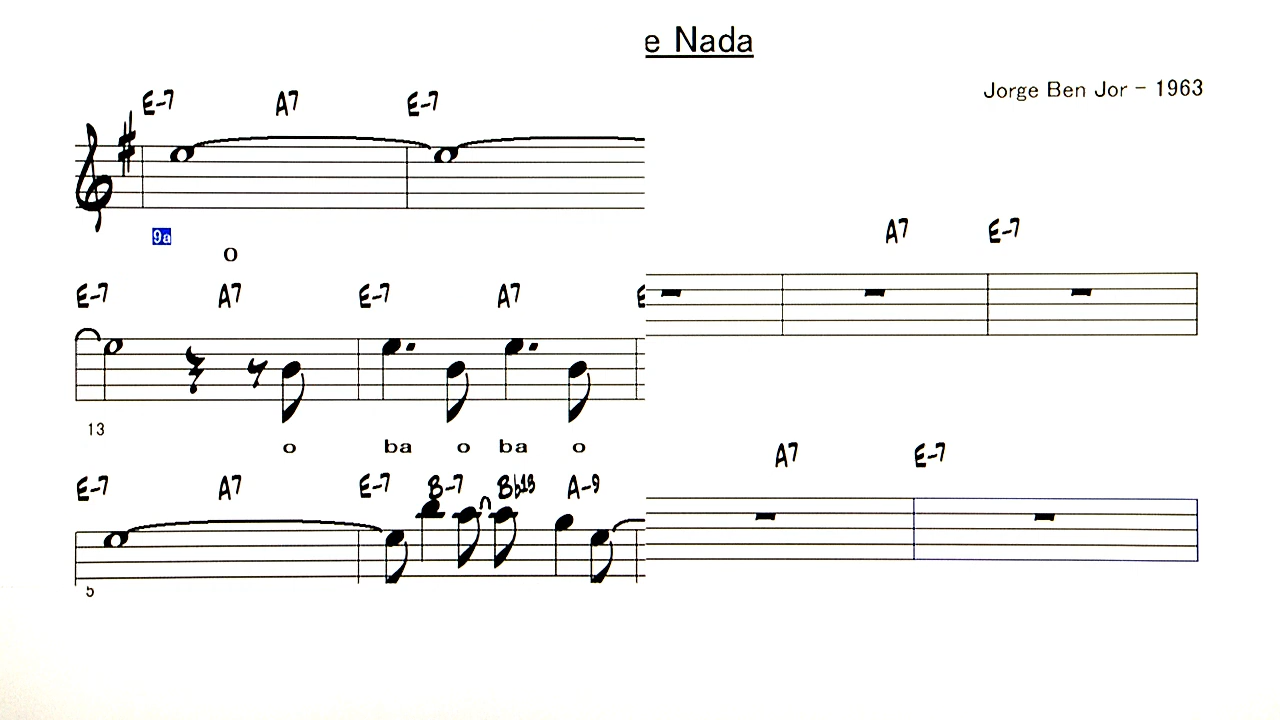 e Nada
Jorge Ben Jor - 1963
E-7 A7 E-7
9a
o
A7 E-7
E-7 A7 E-7 A7
13
o ba o ba o
A7 E-7
E-7 A7 E-7 B-7 Bb13 A-9
5